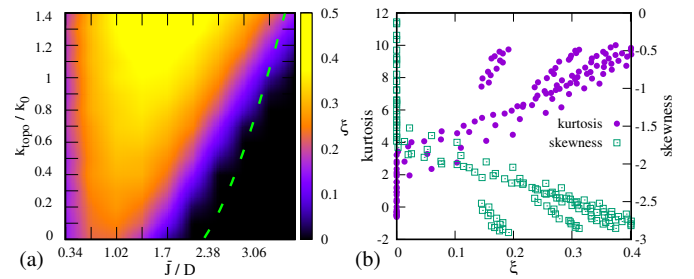 1.4
1.2
1
0.8
0.6
0.4
0.2
0
κtopo / κ0
0.34 1.02 1.7 2.38 3.06
J̄ / D
(a)
0.5
0.4
0.3
0.2
0.1
0
ξ
12
10
8
6
4
2
0
-2
kurtosis
kurtosis
skewness
0
-0.5
-1
-1.5
-2
-2.5
-3
skewness
0 0.1 0.2 0.3 0.4
ξ
(b)